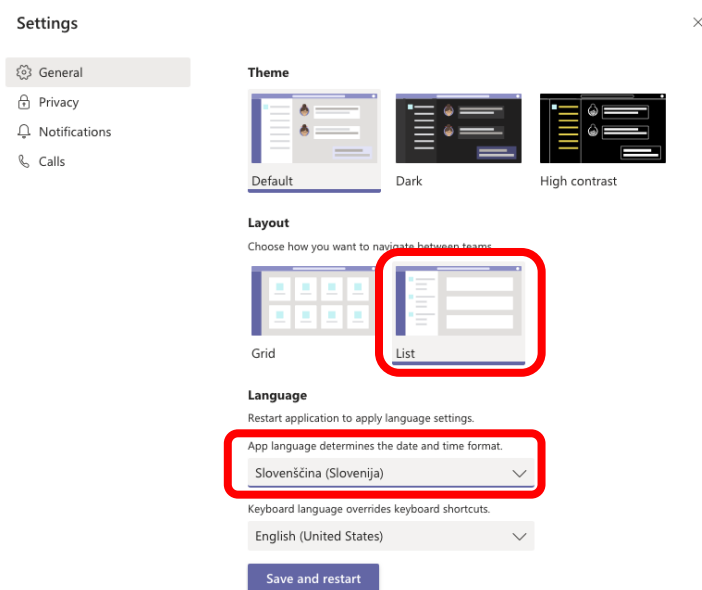 Settings
General
Privacy
Notifications
Calls
Theme
Default
Dark
High contrast
Layout
Choose how you want to navigate between teams.
Grid
List
Language
Restart application to apply language settings.
App language determines the date and time format.
Slovenščina (Slovenija)
Keyboard language overrides keyboard shortcuts.
English (United States)
Save and restart